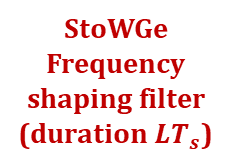 StoWGe
Frequency
shaping filter
(duration LTₛ)